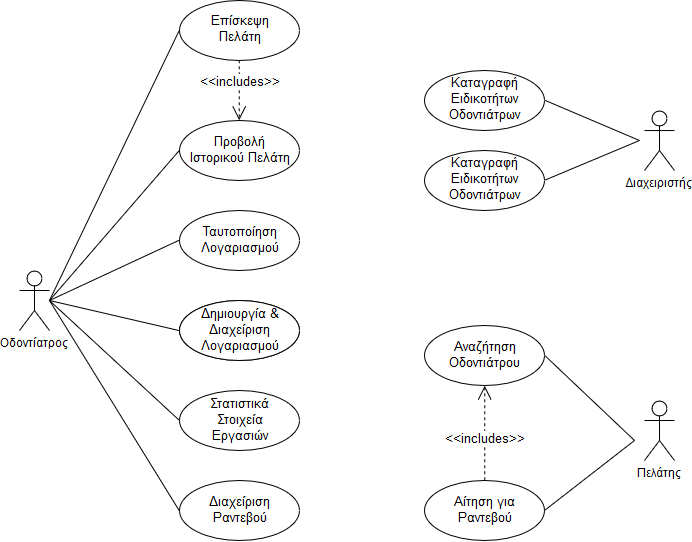 Επίσκεψη
Πελάτη
<<includes>>
Προβολή
Ιστορικού Πελάτη
Ταυτοποίηση
Λογαριασμού
Δημιουργία &
Διαχείριση
Λογαριασμού
Στατιστικά
Στοιχεία
Εργασιών
Διαχείριση
Ραντεβού
Οδοντίατρος
Καταγραφή
Ειδικοτήτων
Οδοντιάτρων
Καταγραφή
Ειδικοτήτων
Οδοντιάτρων
Διαχειριστής
Αναζήτηση
Οδοντιάτρου
<<includes>>
Αίτηση για
Ραντεβού
Πελάτης